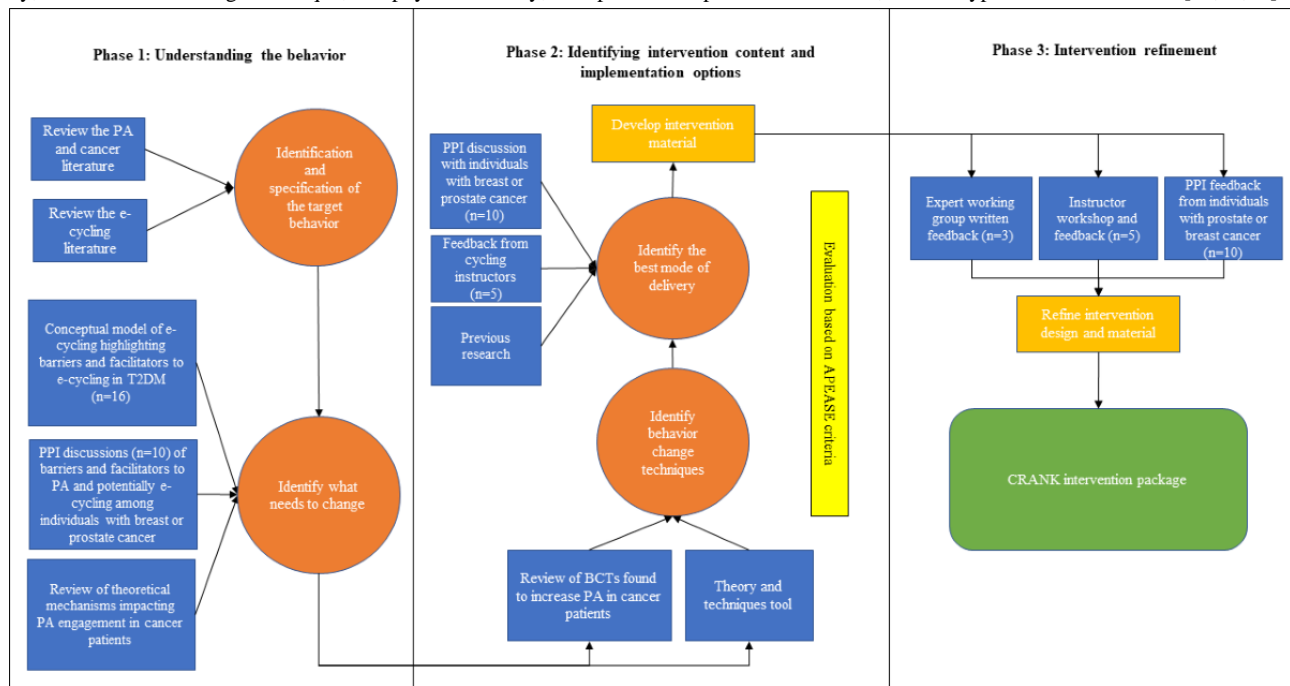 Phase 1: Understanding the behavior
Review the PA
and cancer
literature
Review the e-
cycling
literature
Identification
and
specification of
the target
behavior
Conceptual model of e-
cycling highlighting
barriers and facilitators to
e-cycling in T2DM
(n=16)
PPI discussions (n=10) of
barriers and facilitators to
PA and potentially e-
cycling among
individuals with breast or
prostate cancer
Review of theoretical
mechanisms impacting
PA engagement in cancer
patients
Identify what
needs to change
Phase 2: Identifying intervention content and
implementation options
Develop intervention
material
PPI discussion
with individuals
with breast or
prostate cancer
(n=10)
Feedback from
cycling
instructors
(n=5)
Previous
research
Identify the
best mode of
delivery
Identify
behavior
change
techniques
Evaluation based on APEASE criteria
Review of BCTs found
to increase PA in cancer
patients
Theory and
techniques tool
Phase 3: Intervention refinement
Expert working
group written
feedback (n=3)
Instructor
workshop and
feedback (n=5)
PPI feedback
from individuals
with prostate or
breast cancer
(n=10)
Refine intervention
design and material
CRANK intervention package